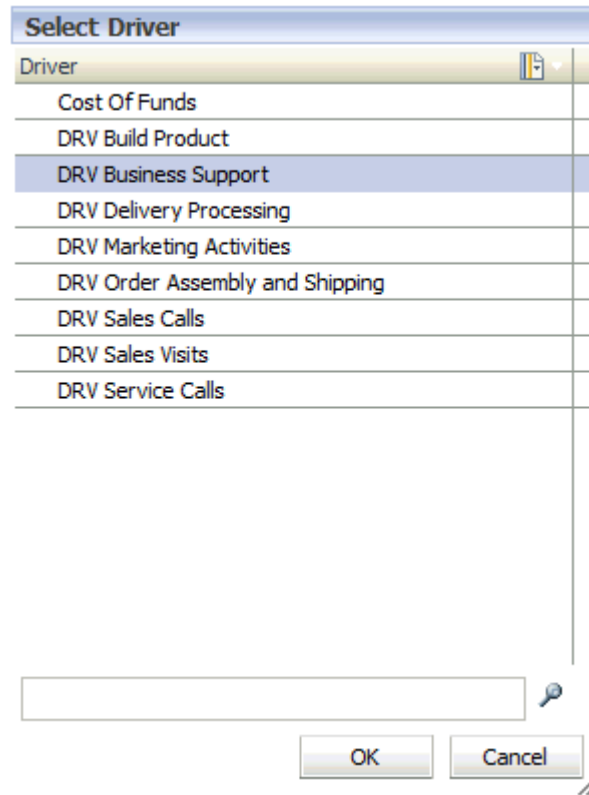 Select Driver
Driver
Cost Of Funds
DRV Build Product
DRV Business Support
DRV Delivery Processing
DRV Marketing Activities
DRV Order Assembly and Shipping
DRV Sales Calls
DRV Sales Visits
DRV Service Calls
OK Cancel